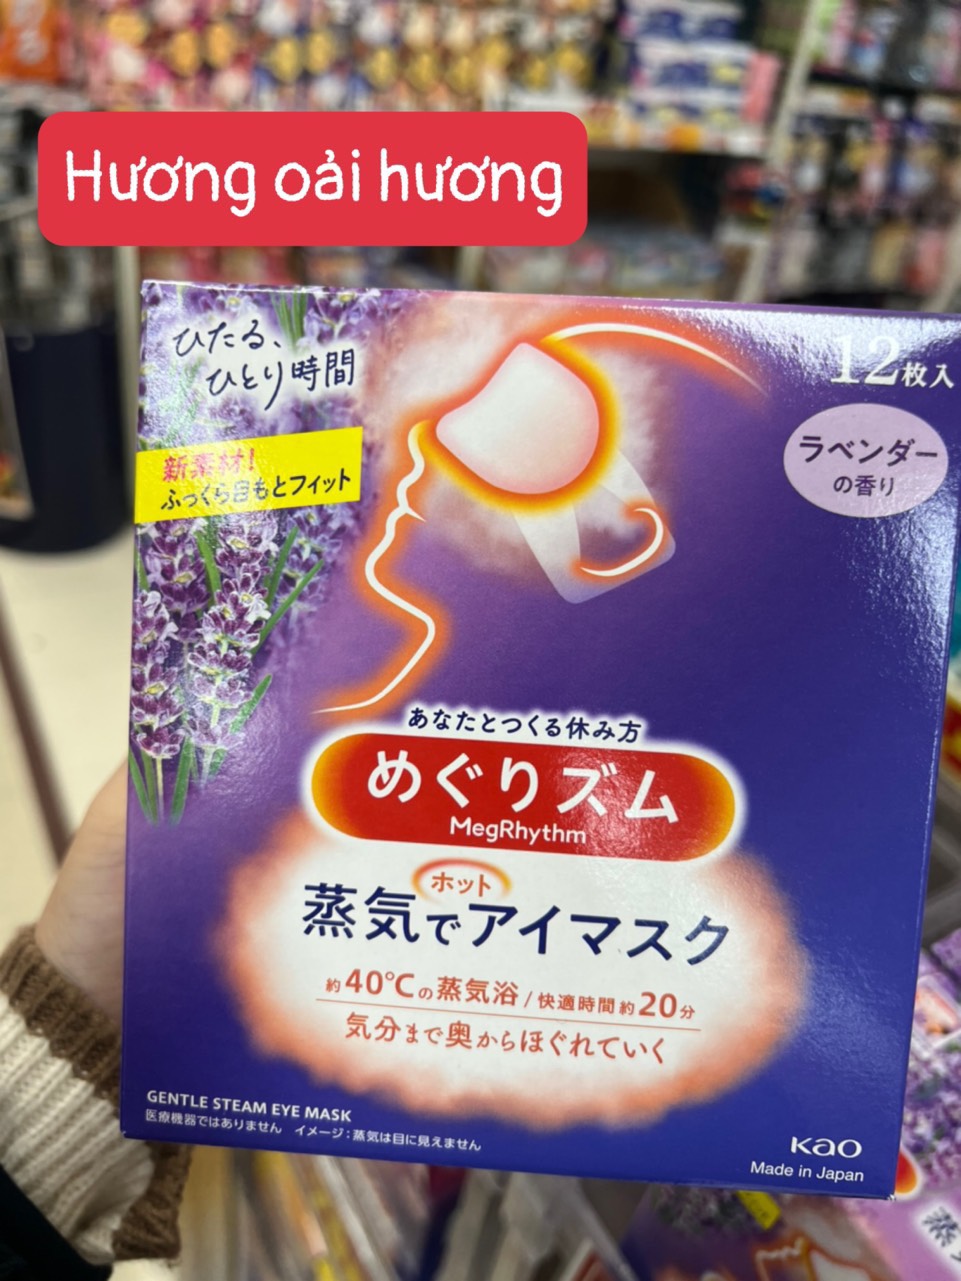 Hương oải hương
ひたる、
ひとり時間
12枚入
ラベンダー
の香り
新素材!
ふっくら目もとフィット
あなたとつくる休み方
めぐりズム
MegRhythm
ホット
蒸気でアイマスク
約40℃の蒸気浴/快適時間約20分
気分まで奥からほぐれていく
GENTLE STEAM EYE MASK
医療機器ではありません イメージ:蒸気は目に見えません
Kao
Made in Japan